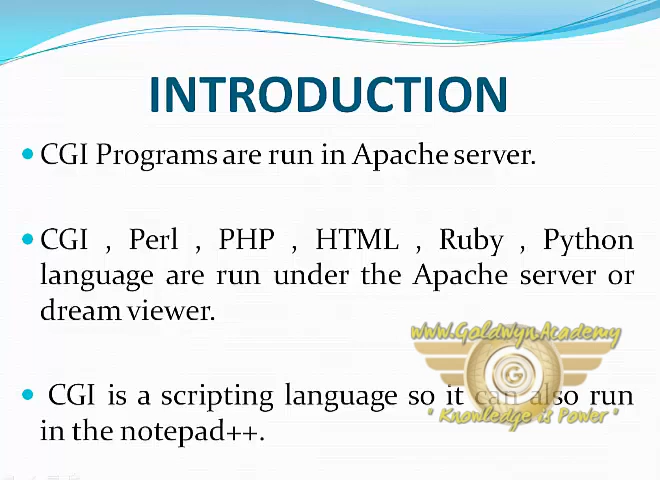 INTRODUCTION
CGI Programs are run in Apache server.
CGI , Perl , PHP , HTML , Ruby , Python
language are run under the Apache server or
dream viewer.
www.GoldwynAcademy
G
CGI is a scripting language so it can also run
" Knowledge is Power "
in the notepad++.